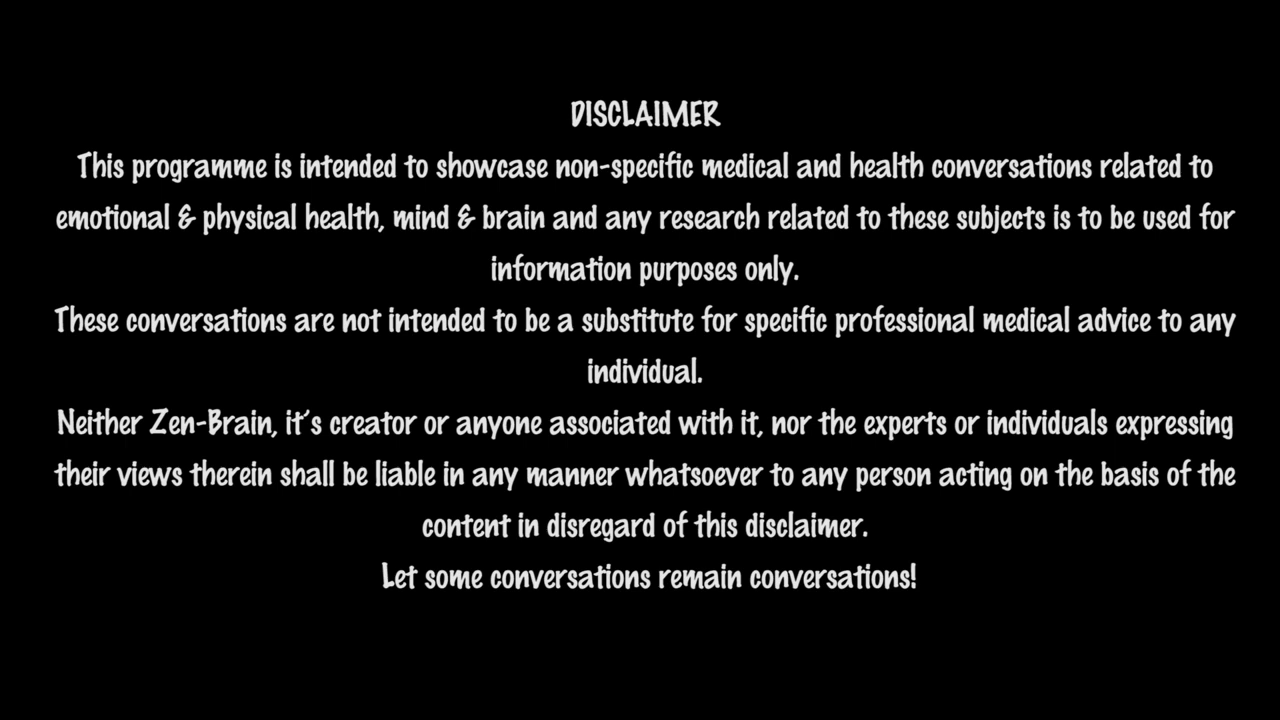 DISCLAIMER
This programme is intended to showcase non-specific medical and health conversations related to
emotional & physical health, mind & brain and any research related to these subjects is to be used for
information purposes only.
These conversations are not intended to be a substitute for specific professional medical advice to any
individual.
Neither Zen-Brain, it's creator or anyone associated with it, nor the experts or individuals expressing
their views therein shall be liable in any manner whatsoever to any person acting on the basis of the
content in disregard of this disclaimer.
Let some conversations remain conversations!